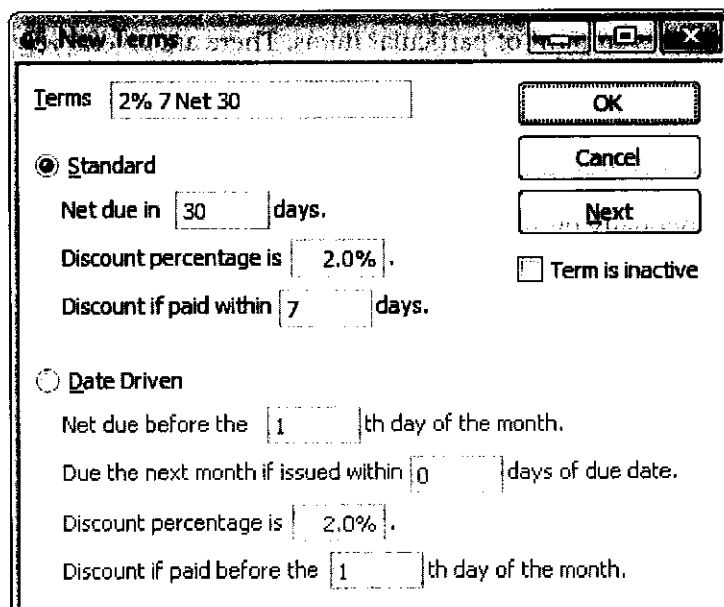 New Terms
Terms 2% 7 Net 30
OK
Standard
Cancel
Net due in 30 days.
Next
Discount percentage is 2.0% .
Term is inactive
Discount if paid within 7 days.
Date Driven
Net due before the 1 th day of the month.
Due the next month if issued within 0 days of due date.
Discount percentage is 2.0% .
Discount if paid before the 1 th day of the month.